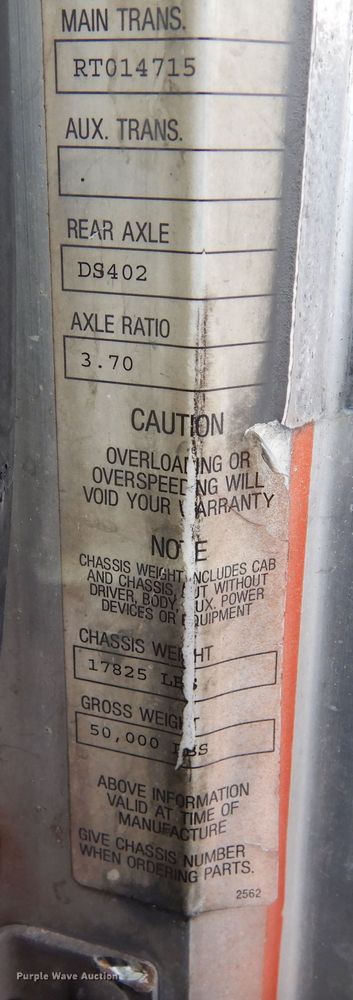 MAIN TRANS.
RT014715
AUX. TRANS.
.
REAR AXLE
DS402
AXLE RATIO
3.70
CAUTION
OVERLOADING OR
OVERSPEEDING WILL
VOID YOUR WARRANTY
NOTE
CHASSIS WEIGHT INCLUDES CAB
AND CHASSIS, BUT WITHOUT
DRIVER, BODY, AUX. POWER
DEVICES OR EQUIPMENT
CHASSIS WEIGHT
17825 LBS
GROSS WEIGHT
50,000 LBS
ABOVE INFORMATION
VALID AT TIME OF
MANUFACTURE
GIVE CHASSIS NUMBER
WHEN ORDERING PARTS.
2562
Purple Wave Auction